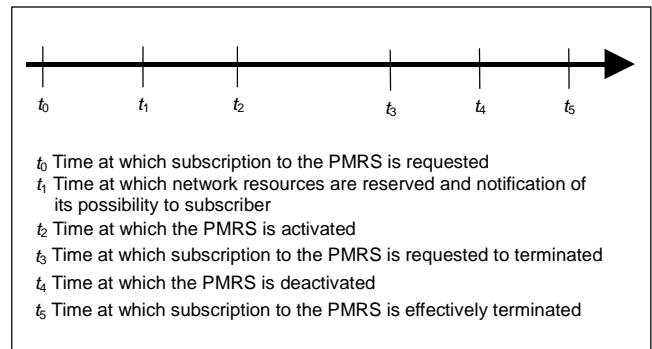 t0 t1 t2 t3 t4 t5
t0 Time at which subscription to the PMRS is requested
t1 Time at which network resources are reserved and notification of
its possibility to subscriber
t2 Time at which the PMRS is activated
t3 Time at which subscription to the PMRS is requested to terminated
t4 Time at which the PMRS is deactivated
t5 Time at which subscription to the PMRS is effectively terminated